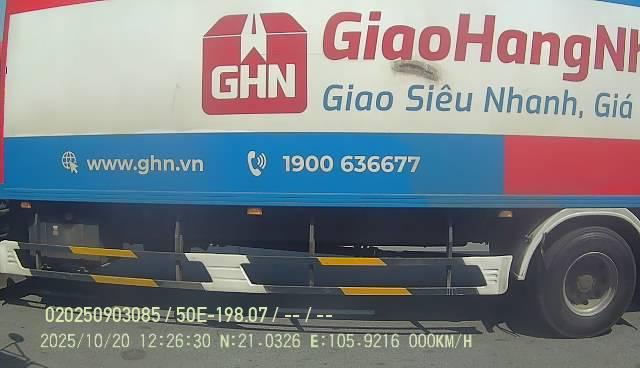 GHN
GiaoHangNh
Giao Siêu Nhanh, Giá
www.ghn.vn
1900 636677
020250903085/50E-198.07/--/--
2025/10/20 12:26:30 N:21.0326 E:105.9216 000KM/H